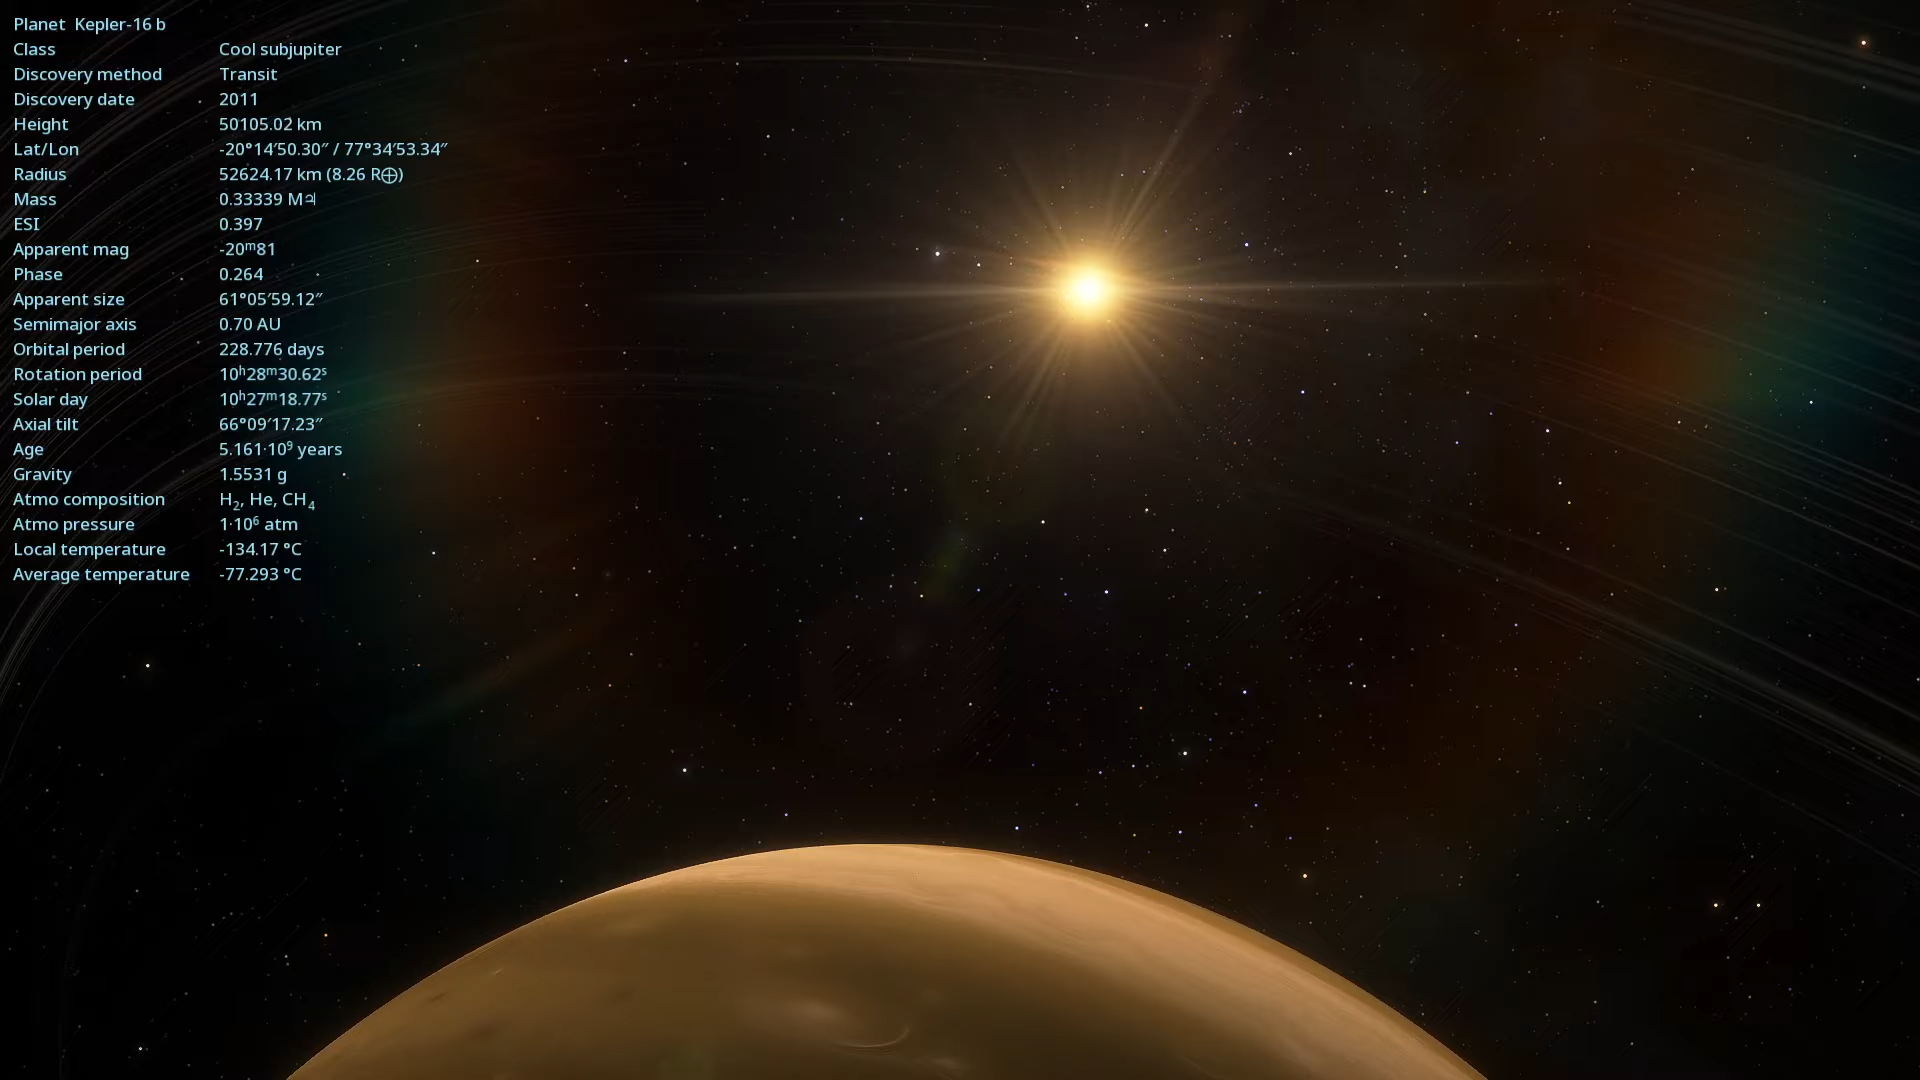 Planet Kepler-16 b
Class Cool subjupiter
Discovery method Transit
Discovery date 2011
Height 50105.02 km
Lat/Lon -20°14′50.30″ / 77°34′53.34″
Radius 52624.17 km (8.26 R⨁)
Mass 0.33339 M♃
ESI 0.397
Apparent mag -20ᵐ81
Phase 0.264
Apparent size 61°05′59.12″
Semimajor axis 0.70 AU
Orbital period 228.776 days
Rotation period 10ʰ28ᵐ30.62ˢ
Solar day 10ʰ27ᵐ18.77ˢ
Axial tilt 66°09′17.23″
Age 5.161·10⁹ years
Gravity 1.5531 g
Atmo composition H₂, He, CH₄
Atmo pressure 1·10⁶ atm
Local temperature -134.17 °C
Average temperature -77.293 °C